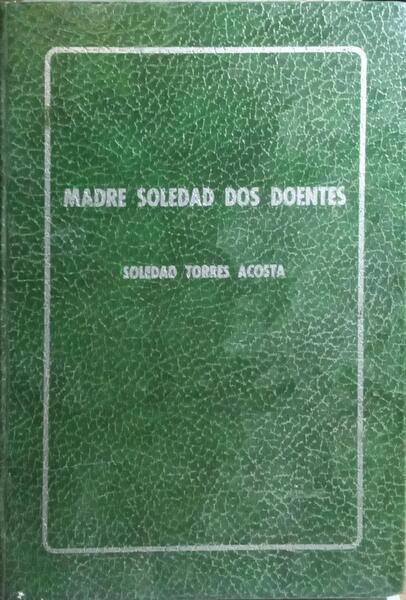 MADRE SOLEDAD DOS DOENTES
SOLEDAD TORRES ACOSTA